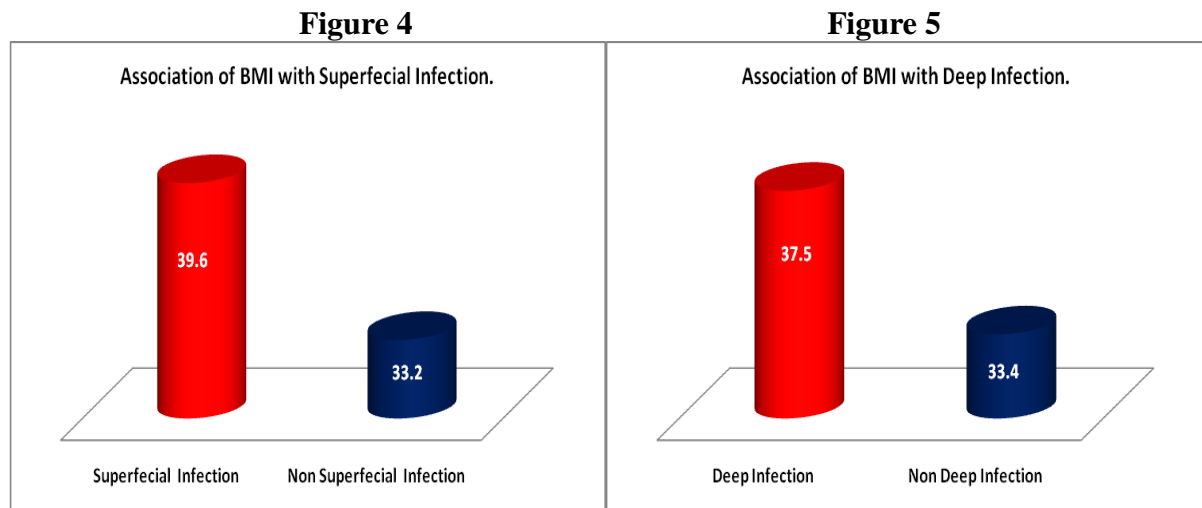 Figure 4
Association of BMI with Superfecial Infection.
39.6
33.2
Superfecial Infection
Non Superfecial Infection
Figure 5
Association of BMI with Deep Infection.
37.5
33.4
Deep Infection
Non Deep Infection